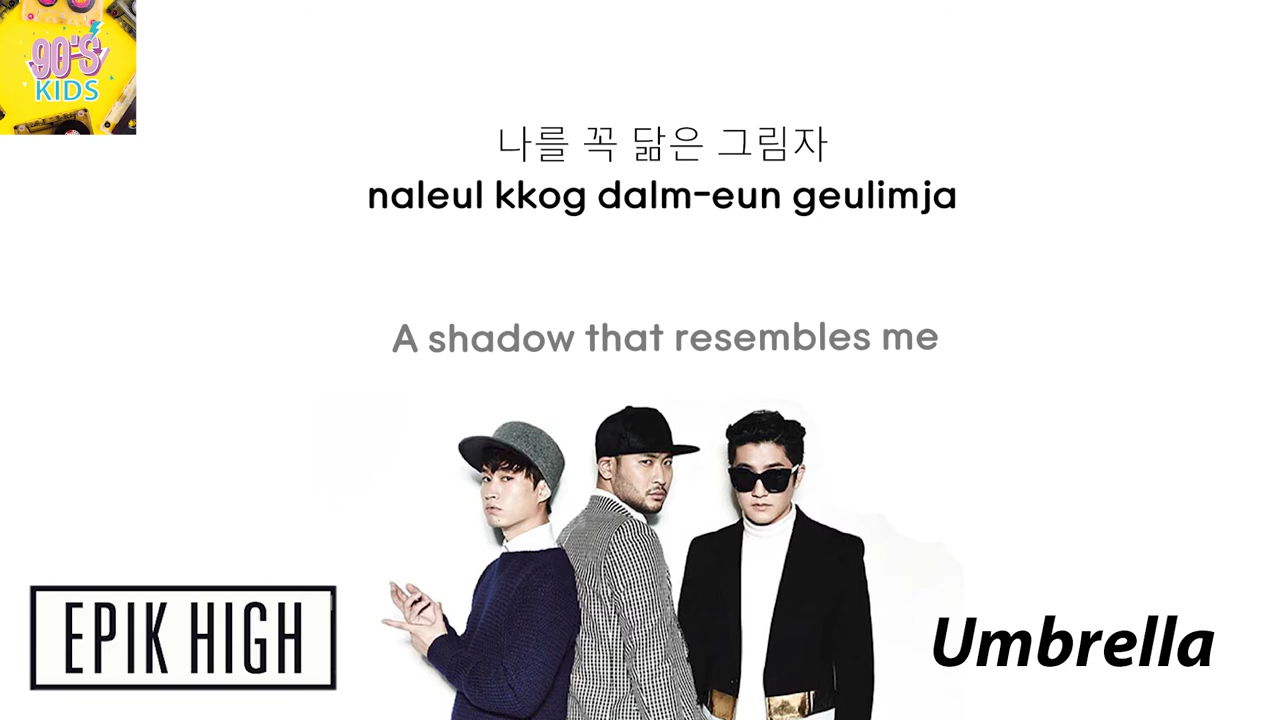 90'S
KIDS
나를 꼭 닮은 그림자
naleul kkog dalm-eun geulimja
A shadow that resembles me
EPIK HIGH
Umbrella